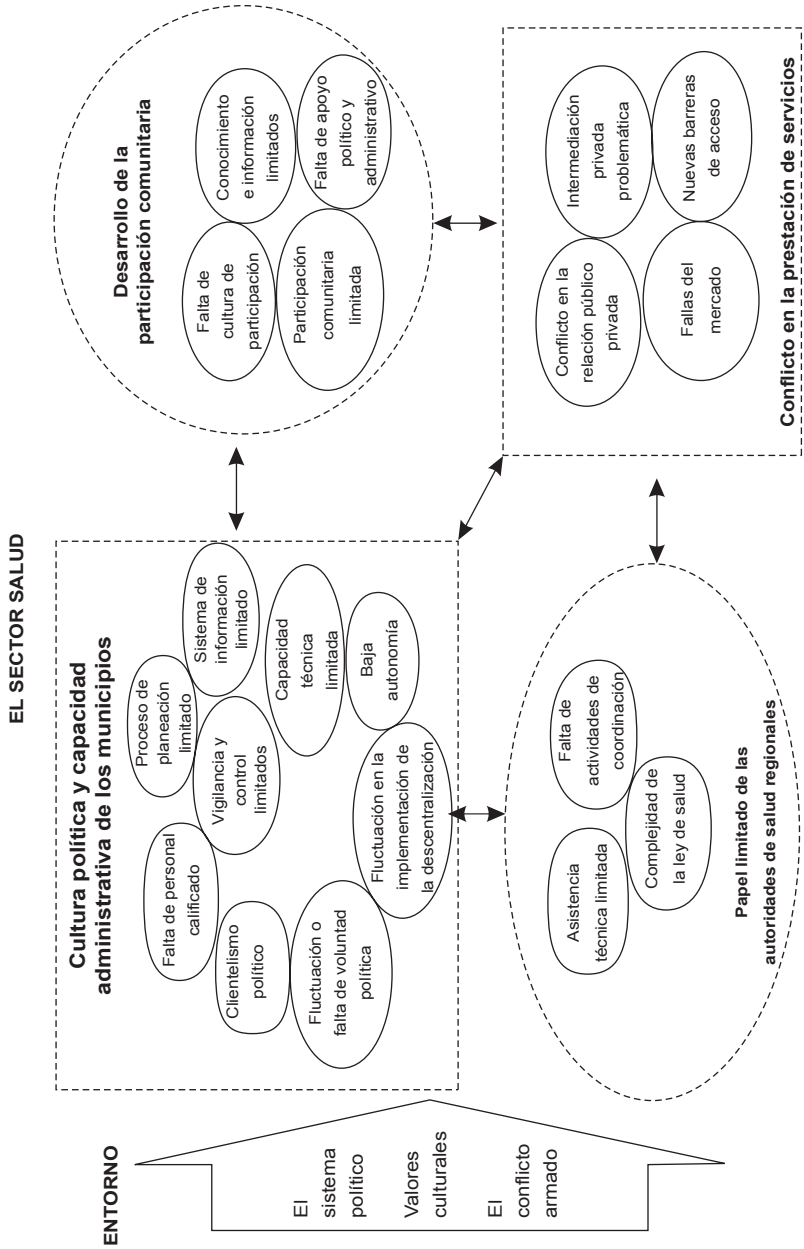 EL SECTOR SALUD
ENTORNO
El
sistema
político
Valores
culturales
El
conflicto
armado
Cultura política y capacidad
administrativa de los municipios
Falta de personal
calificado
Proceso de
planeación
limitado
Sistema de
información
limitado
Clientelismo
político
Vigilancia y
control
limitados
Capacidad
técnica
limitada
Fluctuación o
falta de voluntad
política
Fluctuación en la
implementación de
la descentralización
Baja
autonomía
Desarrollo de la
participación comunitaria
Falta de
cultura de
participación
Conocimiento
e información
limitados
Participación
comunitaria
limitada
Falta de apoyo
político y
administrativo
Asistencia
técnica limitada
Falta de
actividades de
coordinación
Complejidad de
la ley de salud
Papel limitado de las
autoridades de salud regionales
Conflicto en la
relación público
privada
Intermediación
privada
problemática
Fallas del
mercado
Nuevas barreras
de acceso
Conflicto en la prestación de servicios